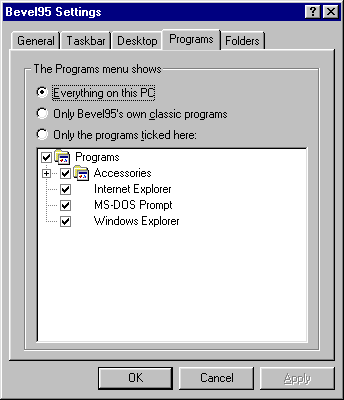 Bevel95 Settings
General Taskbar Desktop Programs Folders
The Programs menu shows
Everything on this PC
Only Bevel95's own classic programs
Only the programs ticked here:
Programs
Accessories
Internet Explorer
MS-DOS Prompt
Windows Explorer
OK Cancel Apply